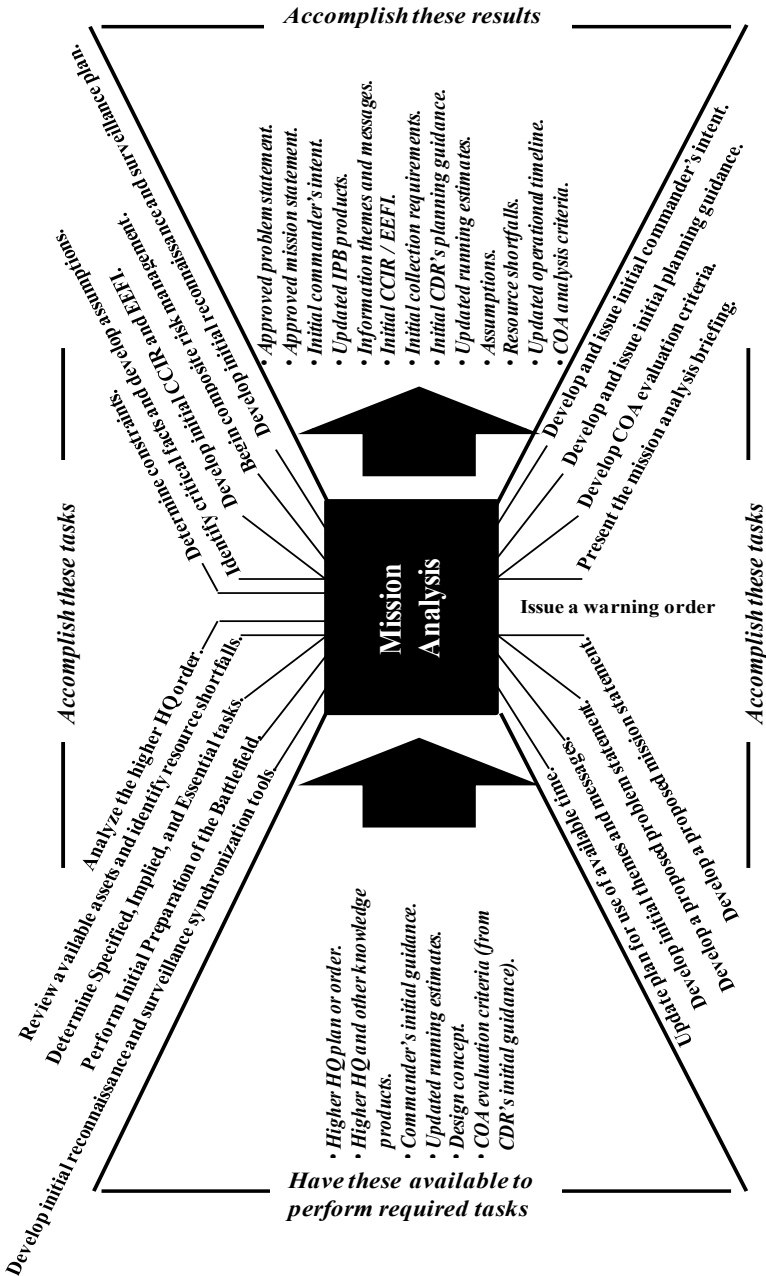 Accomplish these results
• Approved problem statement.
• Approved mission statement.
• Initial commander's intent.
• Updated IPB products.
• Information themes and messages.
• Initial CCIR / EEFI.
• Initial collection requirements.
• Initial CDR's planning guidance.
• Updated running estimates.
• Assumptions.
• Resource shortfalls.
• Updated operational timeline.
• COA analysis criteria.
Accomplish these tasks
Analyze the higher HQ order.
Review available assets and identify resource shortfalls.
Determine Specified, Implied, and Essential tasks.
Perform Initial Preparation of the Battlefield.
Develop initial reconnaissance and surveillance synchronization tools.
Determine constraints.
Identify critical facts and develop assumptions.
Develop initial CCIR and EEFI.
Begin composite risk management.
Develop initial reconnaissance and surveillance plan.
Mission
Analysis
Update plan for use of available time.
Develop initial themes and messages.
Develop a proposed problem statement
Develop a proposed mission statement.
Issue a warning order
Present the mission analysis briefing.
Develop COA evaluation criteria.
Develop and issue initial planning guidance.
Develop and issue initial commander's intent.
Accomplish these tasks
• Higher HQ plan or order.
• Higher HQ and other knowledge
products.
• Commander's initial guidance.
• Updated running estimates.
• Design concept.
• COA evaluation criteria (from
CDR's initial guidance).
Have these available to
perform required tasks